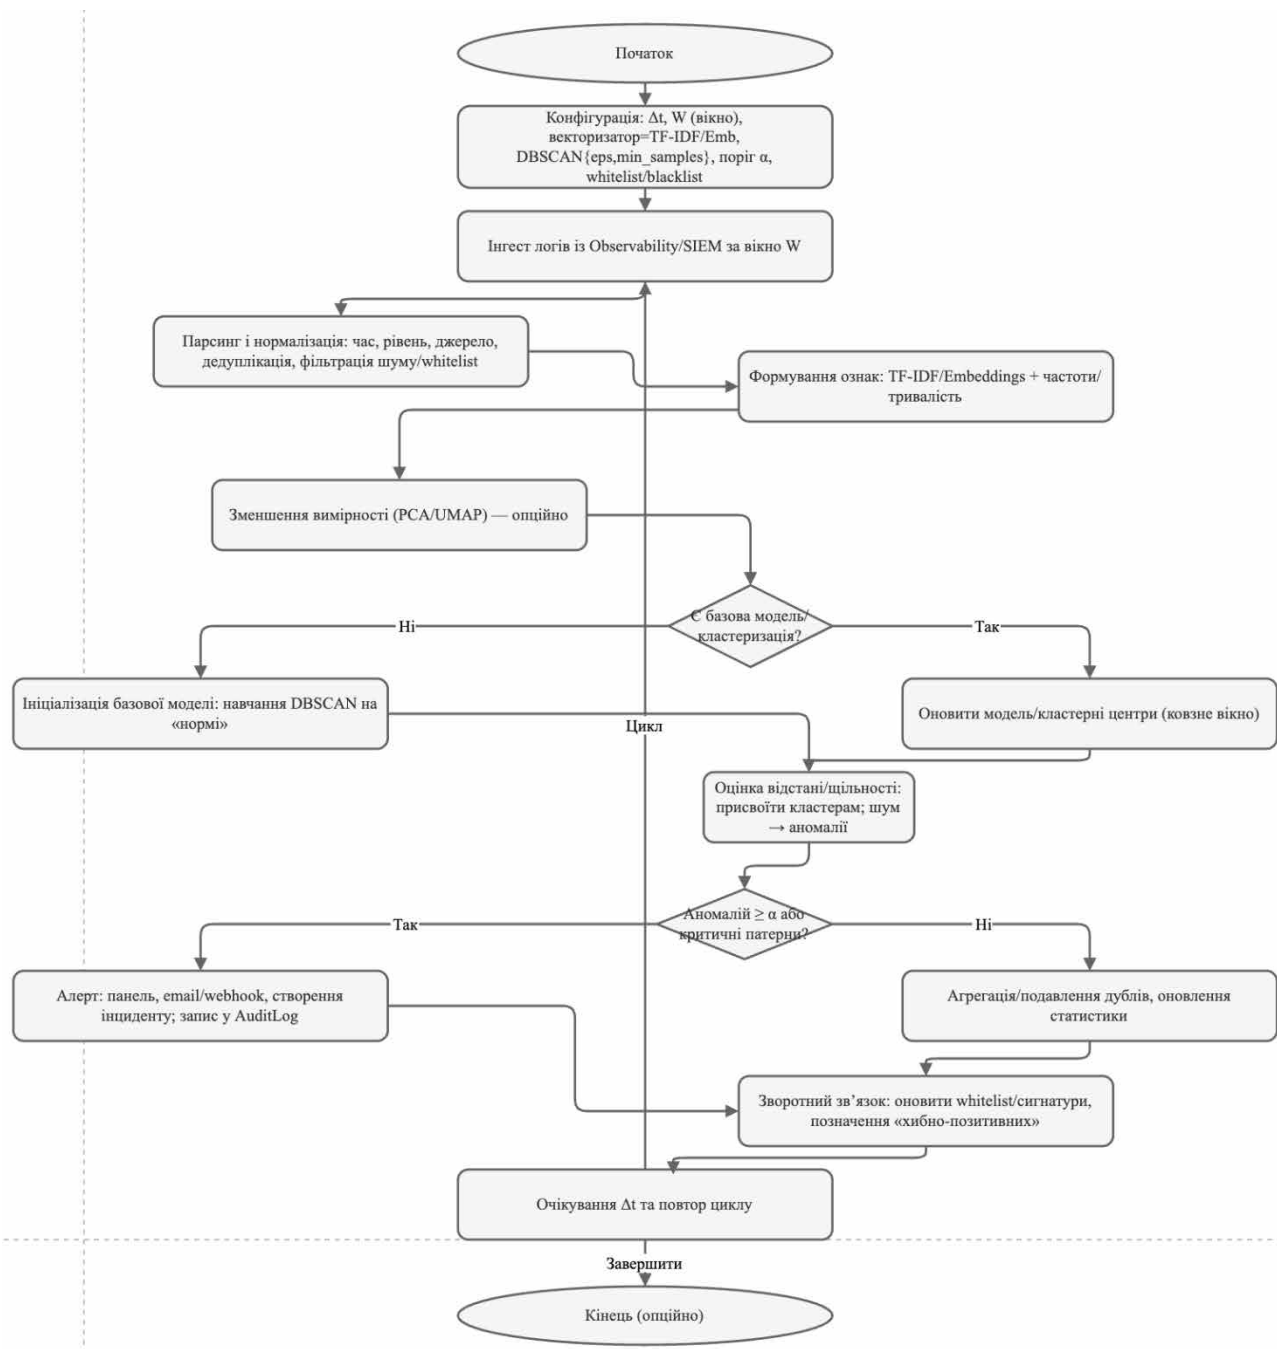 Початок
Конфігурація: Δt, W (вікно),
векторизатор=TF-IDF/Emb,
DBSCAN{eps,min_samples}, поріг α,
whitelist/blacklist
Інгест логів із Observability/SIEM за вікно W
Парсинг і нормалізація: час, рівень, джерело,
дедуплікація, фільтрація шуму/whitelist
Формування ознак: TF-IDF/Embeddings + частоти/
тривалість
Зменшення вимірності (PCA/UMAP) — опційно
Є базова модель/
кластеризація?
Ні
Так
Ініціалізація базової моделі: навчання DBSCAN на
«нормі»
Оновити модель/кластерні центри (ковзне вікно)
Цикл
Оцінка відстані/щільності:
присвоїти кластерам; шум
→ аномалії
Аномалій ≥ α або
критичні патерни?
Так
Ні
Алерт: панель, email/webhook, створення
інциденту; запис у AuditLog
Агрегація/подавлення дублів, оновлення
статистики
Зворотний зв’язок: оновити whitelist/сигнатури,
позначення «хибно-позитивних»
Очікування Δt та повтор циклу
Завершити
Кінець (опційно)